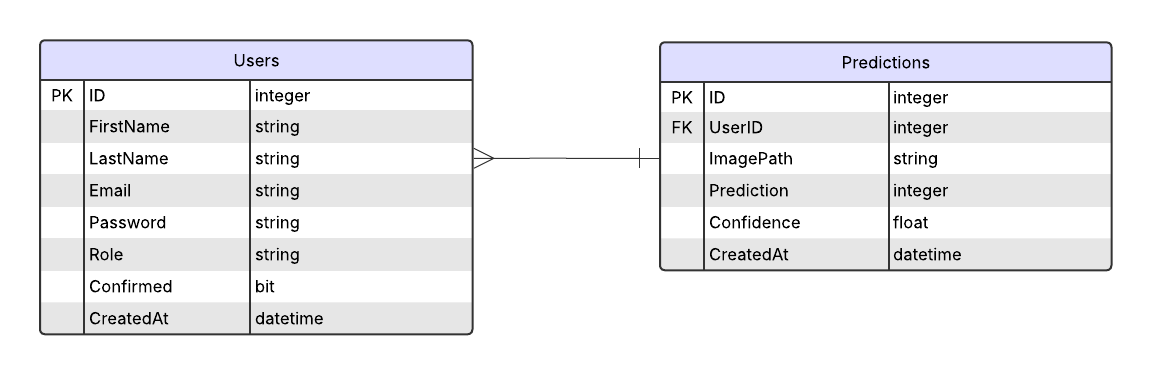 Users
PK ID integer
FirstName string
LastName string
Email string
Password string
Role string
Confirmed bit
CreatedAt datetime
Predictions
PK ID integer
FK UserID integer
ImagePath string
Prediction integer
Confidence float
CreatedAt datetime